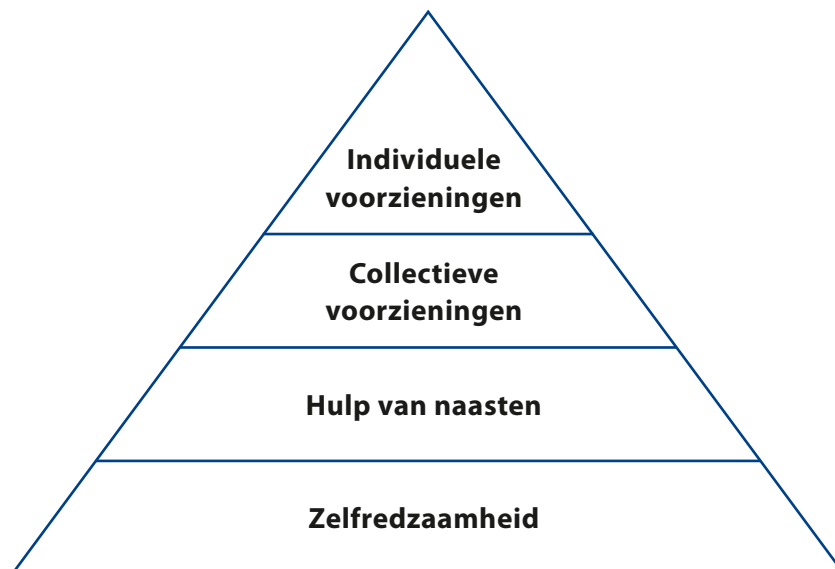 Individuele
voorzieningen
Collectieve
voorzieningen
Hulp van naasten
Zelfredzaamheid